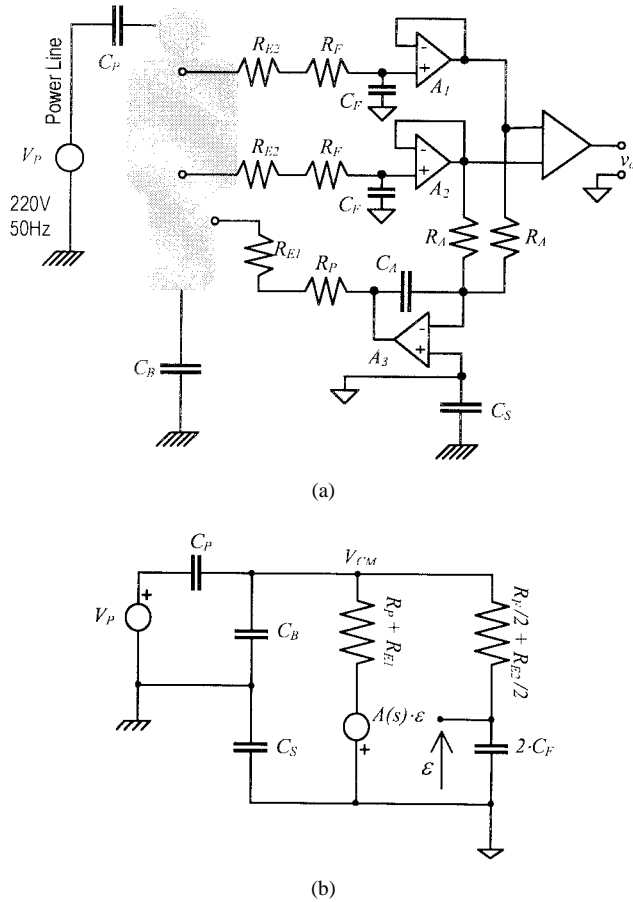 C_P
Power Line
V_P
220V
50Hz
R_E2
R_F
C_F
-
+
A_1
R_E2
R_F
C_F
-
+
A_2
v_o
R_A
R_A
R_E1
R_P
C_A
-
+
A_3
C_B
C_S
(a)
C_P
V_CM
V_P
+
C_B
R_P + R_E1
R_F/2 + R_E2/2
A(s)·ε
+
ε
2·C_F
C_S
(b)